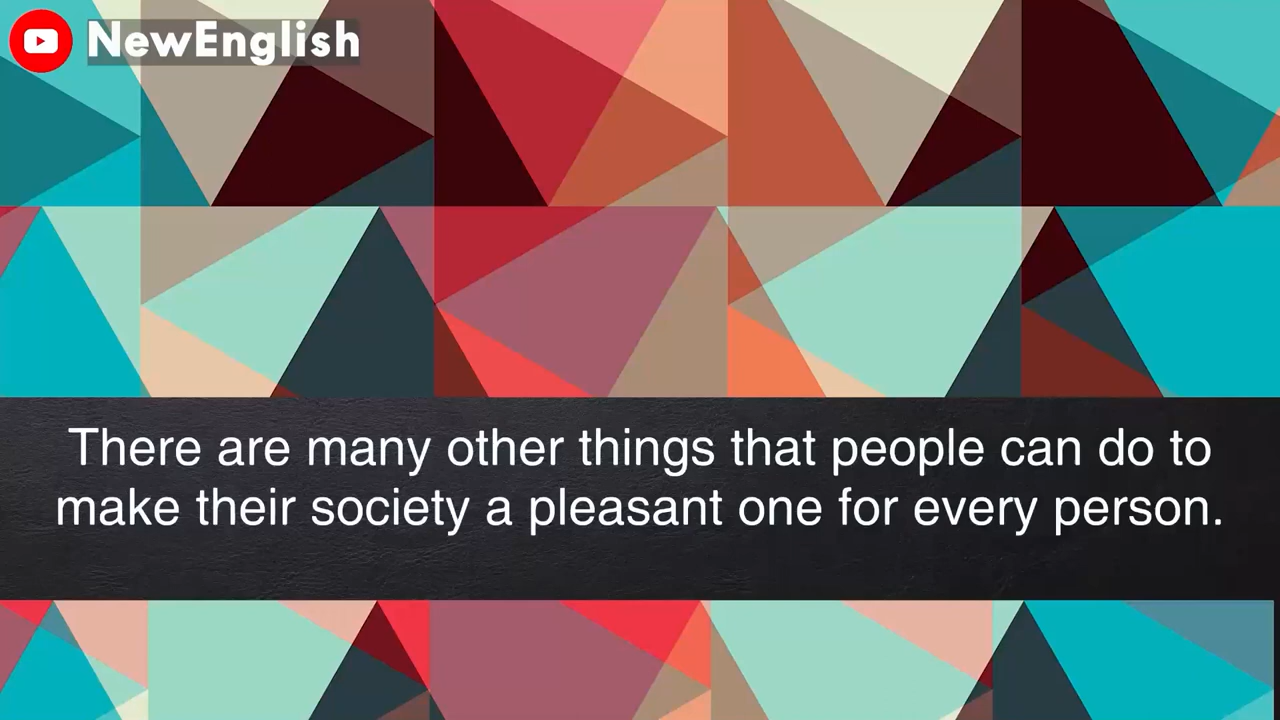 NewEnglish
There are many other things that people can do to
make their society a pleasant one for every person.